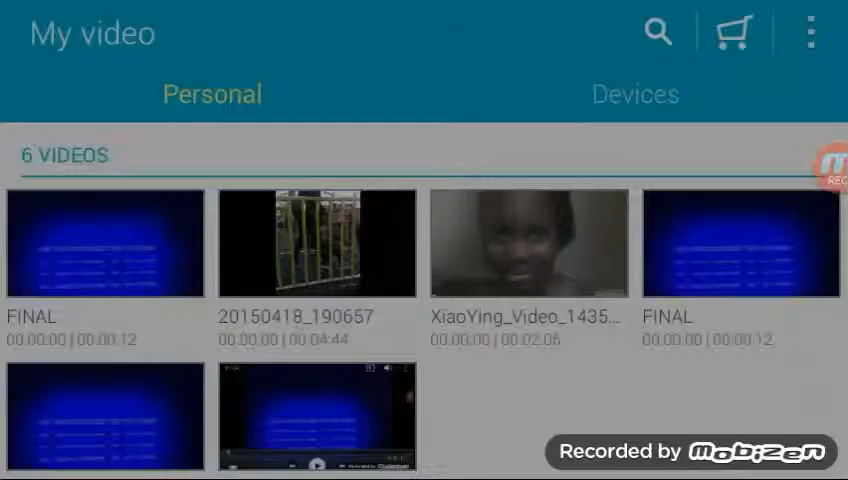 My video
Personal
Devices
6 VIDEOS
REC
FINAL
00:00:00 | 00:00:12
20150418_190657
00:00:00 | 00:04:44
XiaoYing_Video_1435...
00:00:00 | 00:02:06
FINAL
00:00:00 | 00:00:12
Recorded by Mobizen